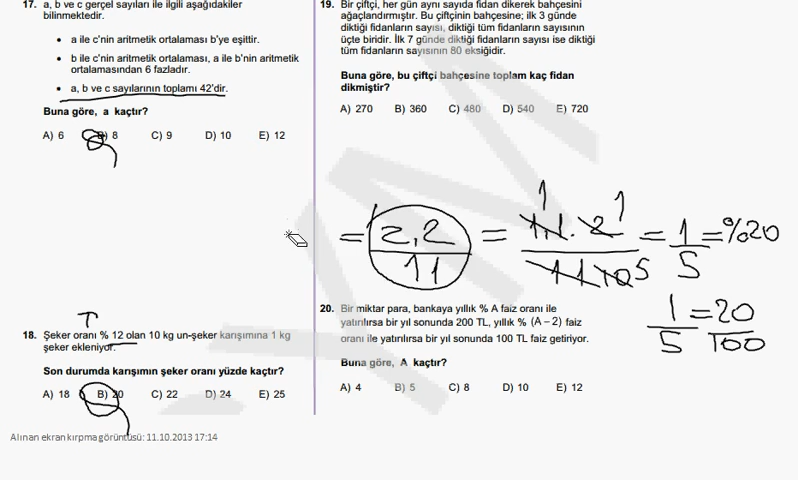 17. a, b ve c gerçel sayıları ile ilgili aşağıdakiler
bilinmektedir.
• a ile c'nin aritmetik ortalaması b'ye eşittir.
• b ile c'nin aritmetik ortalaması, a ile b'nin aritmetik
ortalamasından 6 fazladır.
• a, b ve c sayılarının toplamı 42'dir.
Buna göre, a kaçtır?
A) 6 B) 8 C) 9 D) 10 E) 12
T
18. Şeker oranı % 12 olan 10 kg un-şeker karışımına 1 kg
şeker ekleniyor.
Son durumda karışımın şeker oranı yüzde kaçtır?
A) 18 B) 20 C) 22 D) 24 E) 25
Alınan ekran kırpma görüntüsü: 11.10.2013 17:14
19. Bir çiftçi, her gün aynı sayıda fidan dikerek bahçesini
ağaçlandırmıştır. Bu çiftçinin bahçesine; ilk 3 günde
diktiği fidanların sayısı, diktiği tüm fidanların sayısının
üçte biridir. İlk 7 günde diktiği fidanların sayısı ise diktiği
tüm fidanların sayısının 80 eksiğidir.
Buna göre, bu çiftçi bahçesine toplam kaç fidan
dikmiştir?
A) 270 B) 360 C) 480 D) 540 E) 720
1 1
= 2,2 = 11.2 = 1 = %20
11 11 10 5 5
20. Bir miktar para, bankaya yıllık % A faiz oranı ile
yatırılırsa bir yıl sonunda 200 TL, yıllık % (A – 2) faiz
oranı ile yatırılırsa bir yıl sonunda 100 TL faiz getiriyor.
Buna göre, A kaçtır?
A) 4 B) 5 C) 8 D) 10 E) 12
1 = 20
5 100